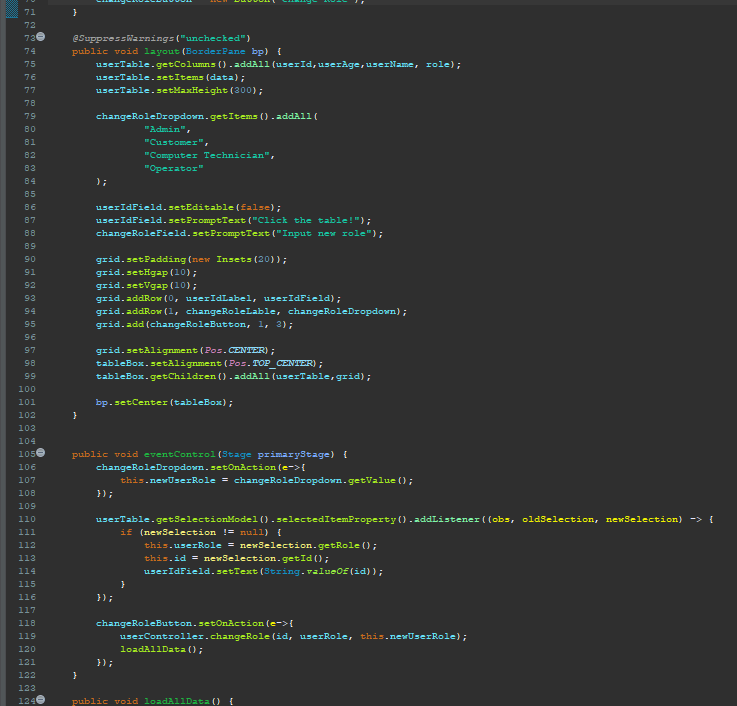 71 }
72
73 @SuppressWarnings("unchecked")
74 public void layout(BorderPane bp) {
75 userTable.getColumns().addAll(userId,userAge,userName, role);
76 userTable.setItems(data);
77 userTable.setMaxHeight(300);
78
79 changeRoleDropdown.getItems().addAll(
80 "Admin",
81 "Customer",
82 "Computer Technician",
83 "Operator"
84 );
85
86 userIdField.setEditable(false);
87 userIdField.setPromptText("Click the table!");
88 changeRoleField.setPromptText("Input new role");
89
90 grid.setPadding(new Insets(20));
91 grid.setHgap(10);
92 grid.setVgap(10);
93 grid.addRow(0, userIdLabel, userIdField);
94 grid.addRow(1, changeRoleLable, changeRoleDropdown);
95 grid.add(changeRoleButton, 1, 3);
96
97 grid.setAlignment(Pos.CENTER);
98 tableBox.setAlignment(Pos.TOP_CENTER);
99 tableBox.getChildren().addAll(userTable,grid);
100
101 bp.setCenter(tableBox);
102 }
103
104
105 public void eventControl(Stage primaryStage) {
106 changeRoleDropdown.setOnAction(e->{
107 this.newUserRole = changeRoleDropdown.getValue();
108 });
109
110 userTable.getSelectionModel().selectedItemProperty().addListener((obs, oldSelection, newSelection) -> {
111 if (newSelection != null) {
112 this.userRole = newSelection.getRole();
113 this.id = newSelection.getId();
114 userIdField.setText(String.valueOf(id));
115 }
116 });
117
118 changeRoleButton.setOnAction(e->{
119 userController.changeRole(id, userRole, this.newUserRole);
120 loadAllData();
121 });
122 }
123
124 public void loadAllData() {